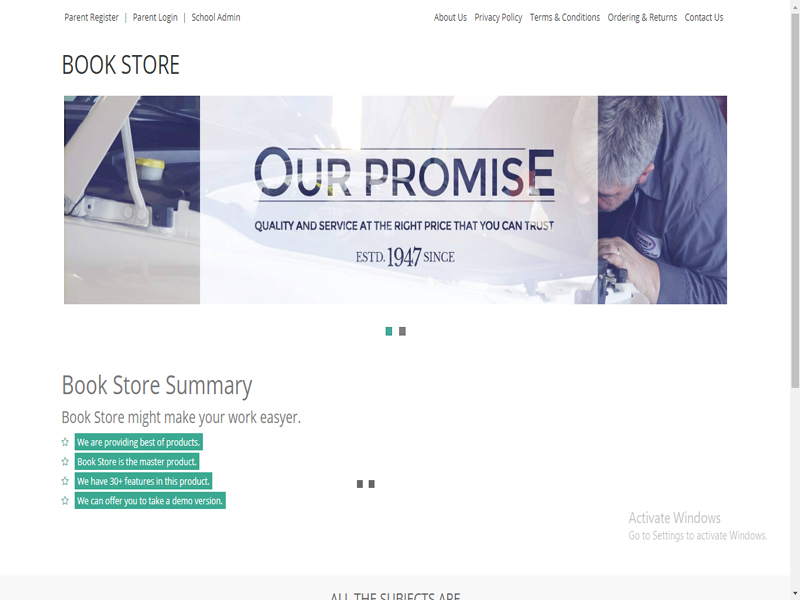 Parent Register | Parent Login | School Admin About Us Privacy Policy Terms & Conditions Ordering & Returns Contact Us
BOOK STORE
OUR PROMISE
QUALITY AND SERVICE AT THE RIGHT PRICE THAT YOU CAN TRUST
ESTD. 1947 SINCE
Book Store Summary
Book Store might make your work easyer.
We are providing best of products.
Book Store is the master product.
We have 30+ features in this product.
We can offer you to take a demo version.
Activate Windows
Go to Settings to activate Windows.
ALL THE SUBJECTS ARE